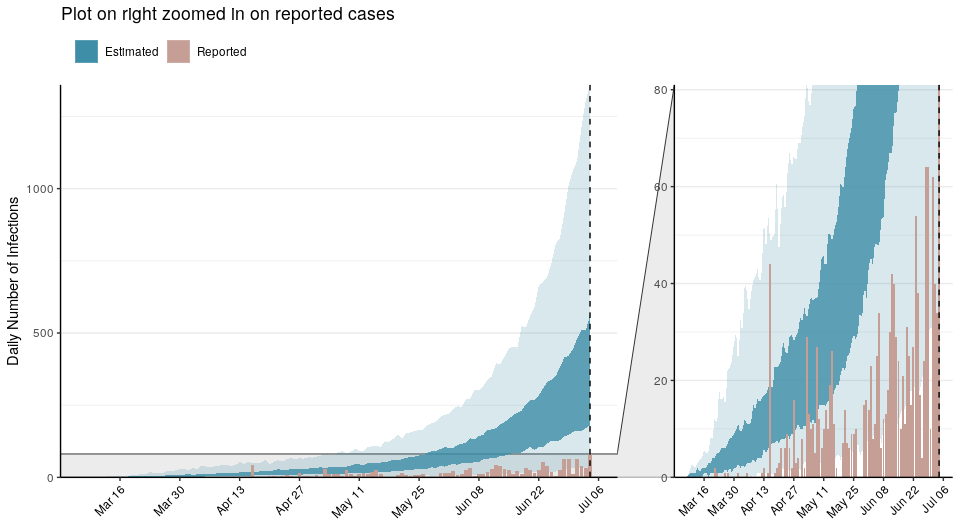 Plot on right zoomed in on reported cases
Estimated Reported
Daily Number of Infections
1000
500
0
Mar 16 Mar 30 Apr 13 Apr 27 May 11 May 25 Jun 08 Jun 22 Jul 06
80
60
40
20
0
Mar 16 Mar 30 Apr 13 Apr 27 May 11 May 25 Jun 08 Jun 22 Jul 06